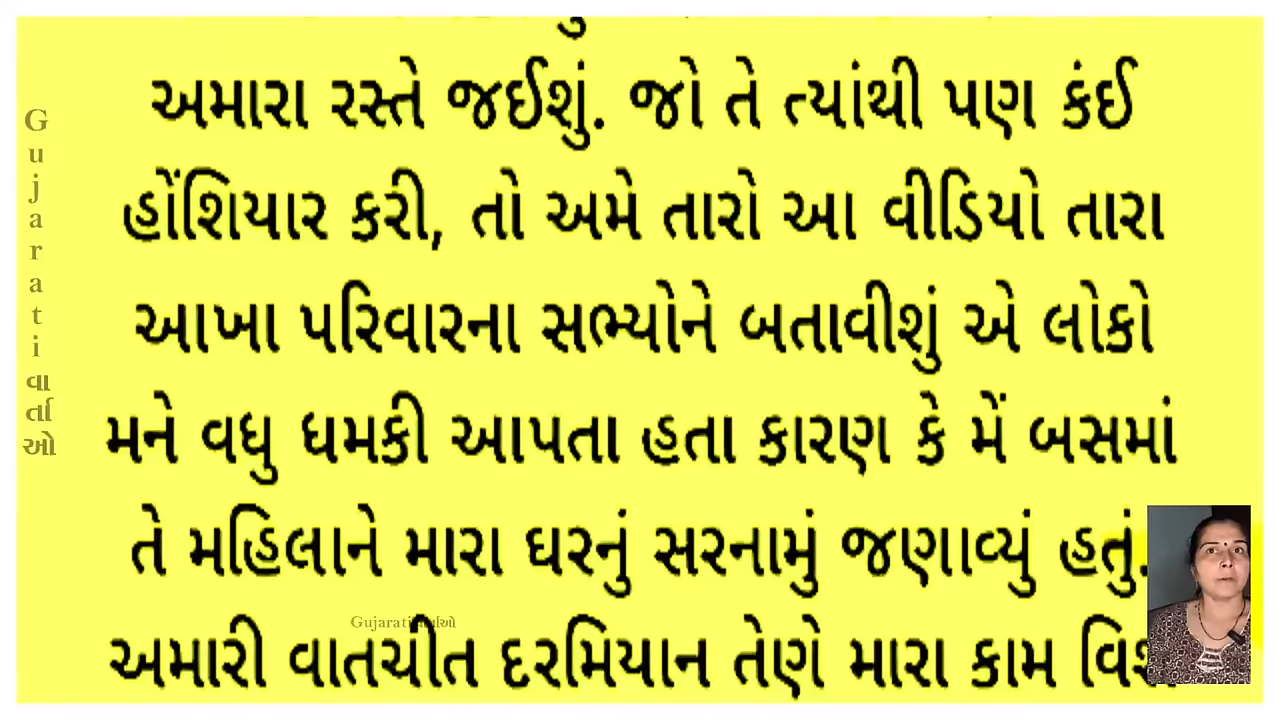 અમારા રસ્તે જઈશું. જો તે ત્યાંથી પણ કંઈ
હોંશિયાર કરી, તો અમે તારો આ વીડિયો તારા
આખા પરિવારના સભ્યોને બતાવીશું એ લોકો
મને વધુ ધમકી આપતા હતા કારણ કે મેં બસમાં
તે મહિલાને મારા ઘરનું સરનામું જણાવ્યું હતું.
અમારી વાતચીત દરમિયાન તેણે મારા કામ
Gujarati વાર્તાઓ
Gujarati વાર્તાઓ